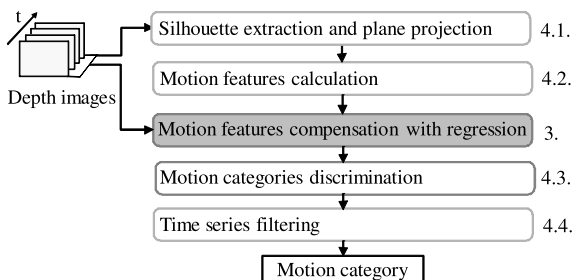 t
Depth images
Silhouette extraction and plane projection 4.1.
Motion features calculation 4.2.
Motion features compensation with regression 3.
Motion categories discrimination 4.3.
Time series filtering 4.4.
Motion category